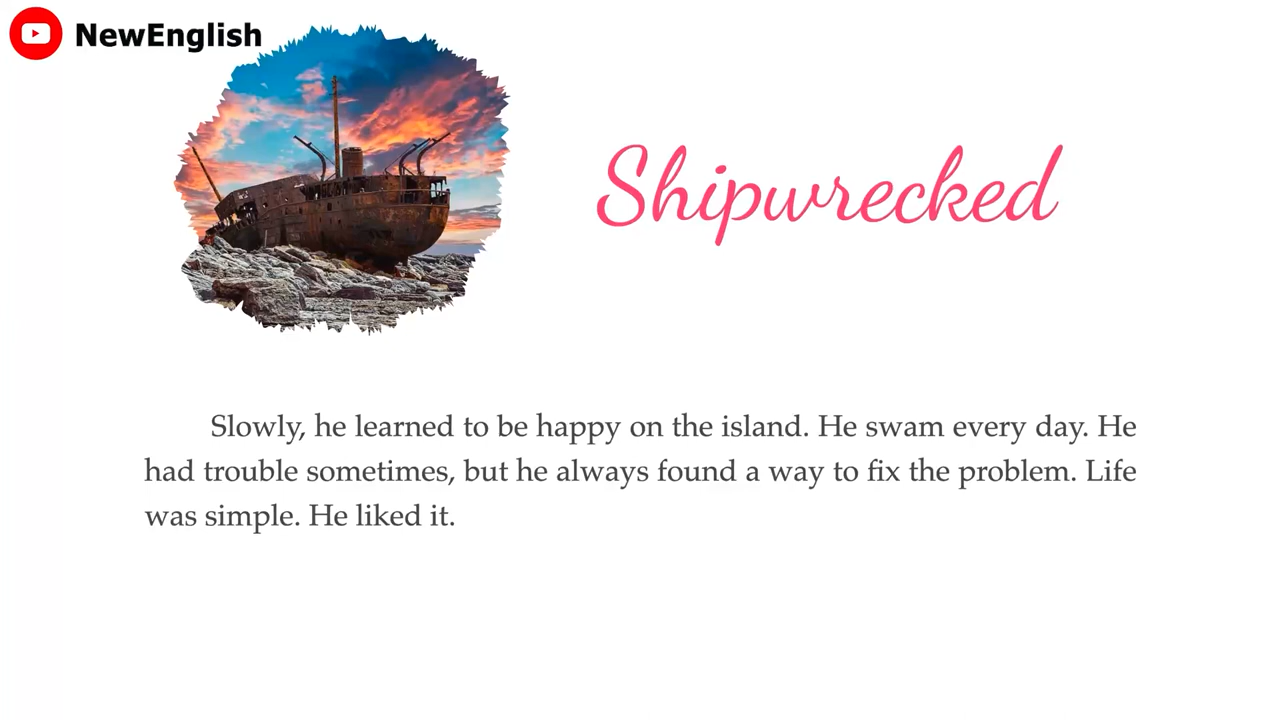 NewEnglish
Shipwrecked
Slowly, he learned to be happy on the island. He swam every day. He
had trouble sometimes, but he always found a way to fix the problem. Life
was simple. He liked it.